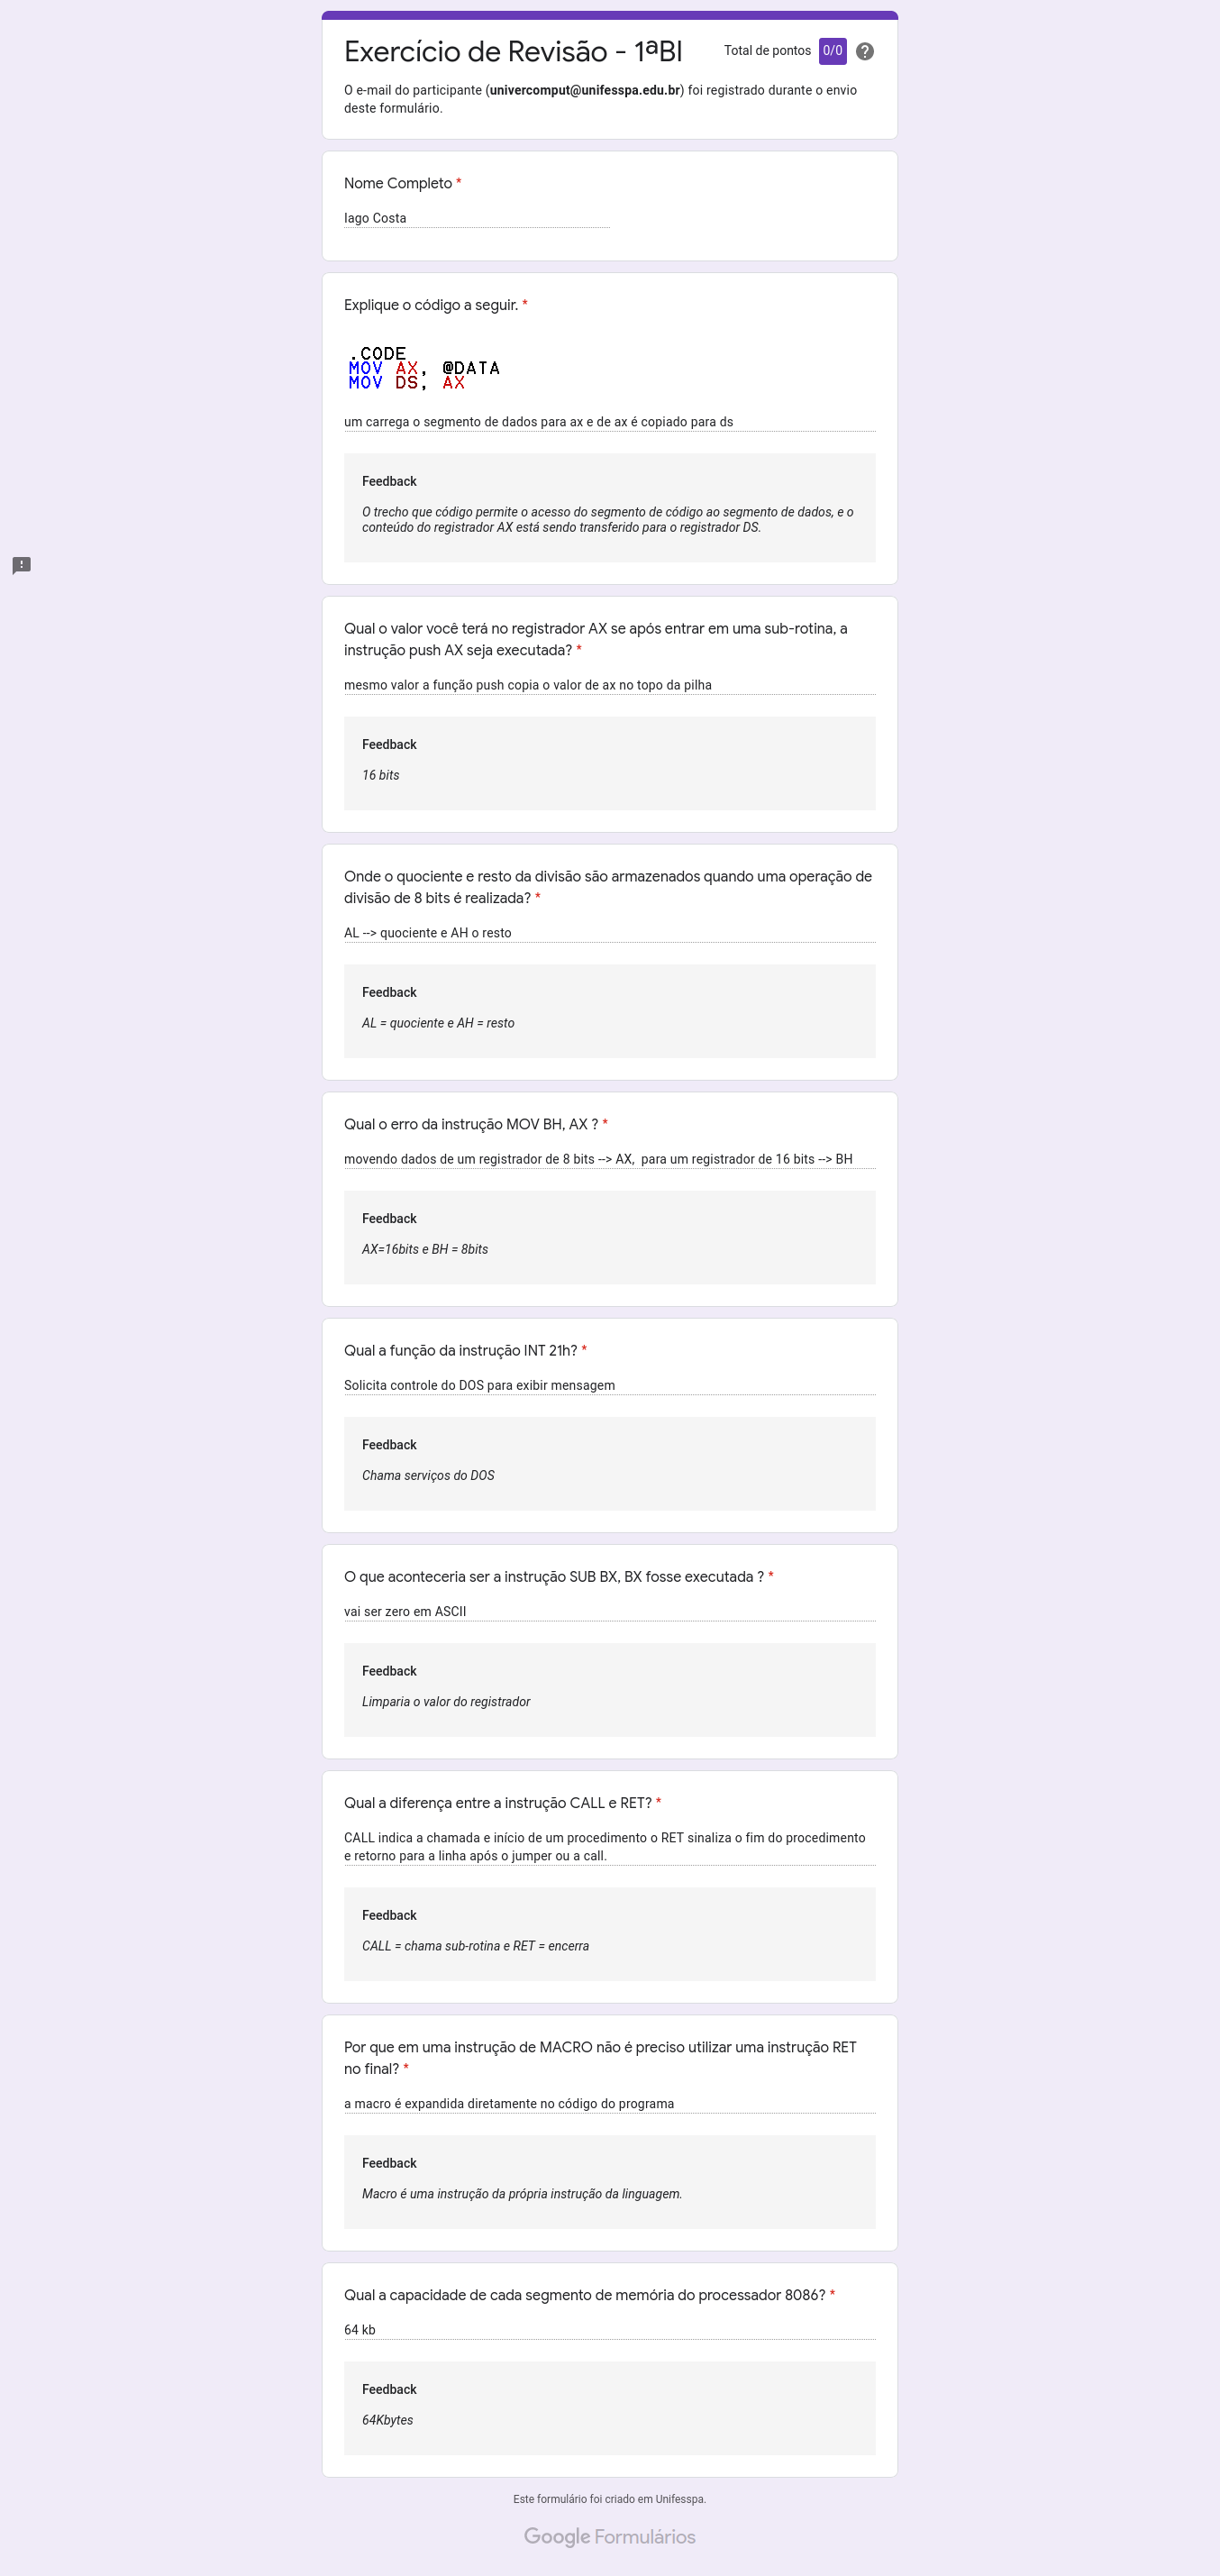 Exercício de Revisão - 1ªBI
Total de pontos 0/0
O e-mail do participante (univercomput@unifesspa.edu.br) foi registrado durante o envio
deste formulário.
Nome Completo *
Iago Costa
Explique o código a seguir. *
.CODE
MOV AX, @DATA
MOV DS, AX
um carrega o segmento de dados para ax e de ax é copiado para ds
Feedback
O trecho que código permite o acesso do segmento de código ao segmento de dados, e o
conteúdo do registrador AX está sendo transferido para o registrador DS.
Qual o valor você terá no registrador AX se após entrar em uma sub-rotina, a
instrução push AX seja executada? *
mesmo valor a função push copia o valor de ax no topo da pilha
Feedback
16 bits
Onde o quociente e resto da divisão são armazenados quando uma operação de
divisão de 8 bits é realizada? *
AL --> quociente e AH o resto
Feedback
AL = quociente e AH = resto
Qual o erro da instrução MOV BH, AX ? *
movendo dados de um registrador de 8 bits --> AX,  para um registrador de 16 bits --> BH
Feedback
AX=16bits e BH = 8bits
Qual a função da instrução INT 21h? *
Solicita controle do DOS para exibir mensagem
Feedback
Chama serviços do DOS
O que aconteceria ser a instrução SUB BX, BX fosse executada ? *
vai ser zero em ASCII
Feedback
Limparia o valor do registrador
Qual a diferença entre a instrução CALL e RET? *
CALL indica a chamada e início de um procedimento o RET sinaliza o fim do procedimento
e retorno para a linha após o jumper ou a call.
Feedback
CALL = chama sub-rotina e RET = encerra
Por que em uma instrução de MACRO não é preciso utilizar uma instrução RET
no final? *
a macro é expandida diretamente no código do programa
Feedback
Macro é uma instrução da própria instrução da linguagem.
Qual a capacidade de cada segmento de memória do processador 8086? *
64 kb
Feedback
64Kbytes
Este formulário foi criado em Unifesspa.
Google Formulários